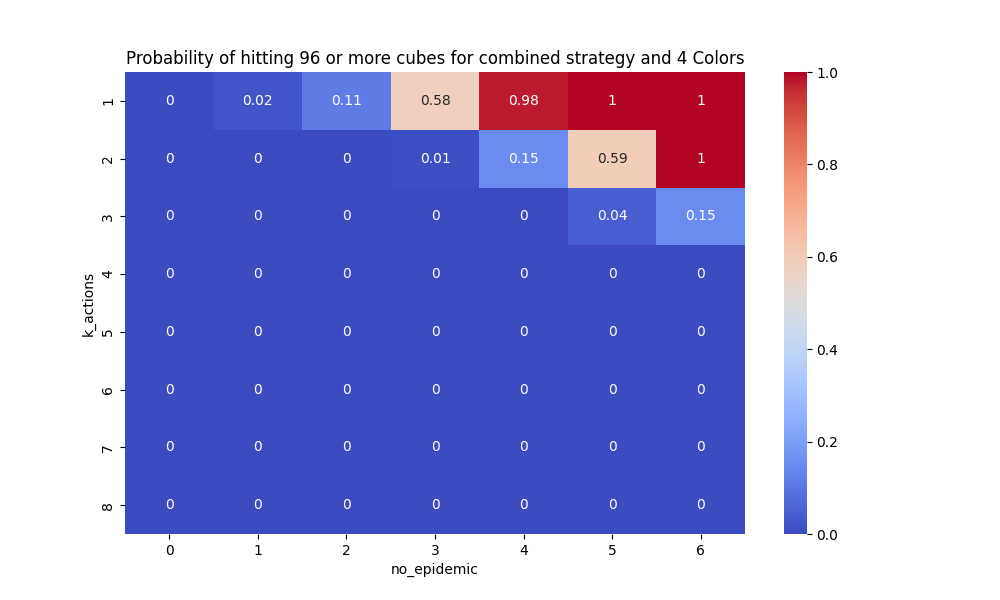 Probability of hitting 96 or more cubes for combined strategy and 4 Colors
1 0 0.02 0.11 0.58 0.98 1 1
2 0 0 0 0.01 0.15 0.59 1
3 0 0 0 0 0 0.04 0.15
4 0 0 0 0 0 0 0
5 0 0 0 0 0 0 0
6 0 0 0 0 0 0 0
7 0 0 0 0 0 0 0
8 0 0 0 0 0 0 0
k_actions
0 1 2 3 4 5 6
no_epidemic
1.0
0.8
0.6
0.4
0.2
0.0